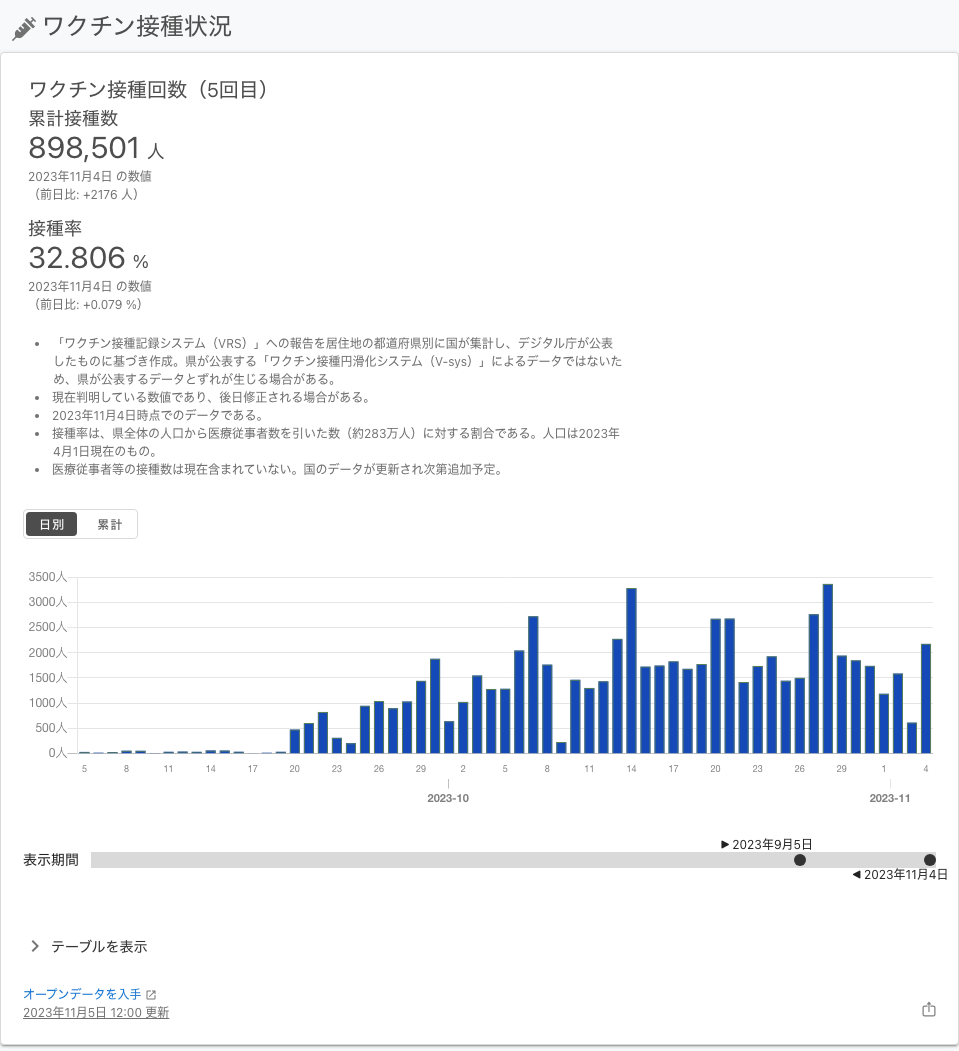 ワクチン接種状況
ワクチン接種回数（5回目）
累計接種数
898,501 人
2023年11月4日 の数値
（前日比: +2176 人）
接種率
32.806 %
2023年11月4日 の数値
（前日比: +0.079 %）
• 「ワクチン接種記録システム（VRS）」への報告を居住地の都道府県別に国が集計し、デジタル庁が公表
したものに基づき作成。県が公表する「ワクチン接種円滑化システム（V-sys）」によるデータではないた
め、県が公表するデータとずれが生じる場合がある。
• 現在判明している数値であり、後日修正される場合がある。
• 2023年11月4日時点でのデータである。
• 接種率は、県全体の人口から医療従事者数を引いた数（約283万人）に対する割合である。人口は2023年
4月1日現在のもの。
• 医療従事者等の接種数は現在含まれていない。国のデータが更新され次第追加予定。
日別 累計
3500人
3000人
2500人
2000人
1500人
1000人
500人
0人
5 8 11 14 17 20 23 26 29 2 5 8 11 14 17 20 23 26 29 1 4
2023-10 2023-11
▶ 2023年9月5日
表示期間
◀ 2023年11月4日
テーブルを表示
オープンデータを入手
2023年11月5日 12:00 更新